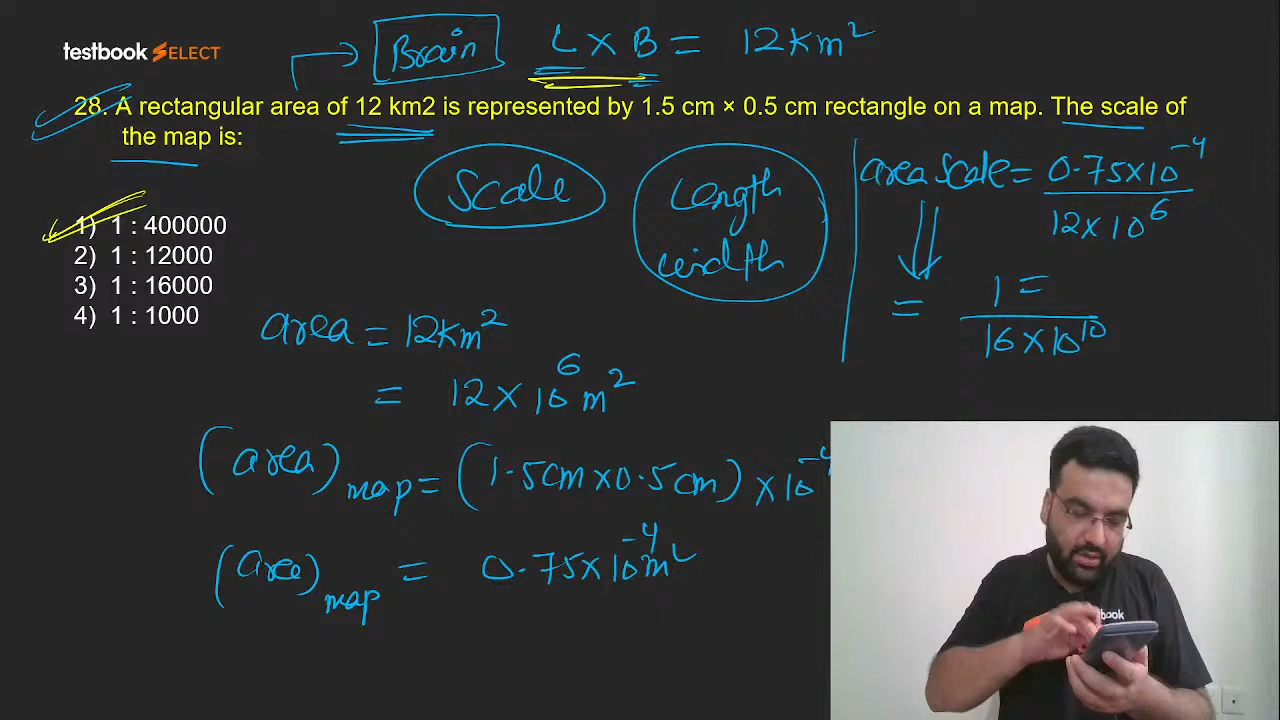 testbook SELECT
Brain
L × B = 12 Km²
28. A rectangular area of 12 km2 is represented by 1.5 cm × 0.5 cm rectangle on a map. The scale of
the map is:
Scale
Length
width
area scale = 0.75×10⁻⁴
12×10⁶
= 1 =
16×10¹⁰
1) 1 : 400000
2) 1 : 12000
3) 1 : 16000
4) 1 : 1000
area = 12Km²
= 12×10⁶ m²
(area) map = (1.5cm×0.5cm) ×10⁻⁴
(area) map = 0.75×10⁻⁴m²
book